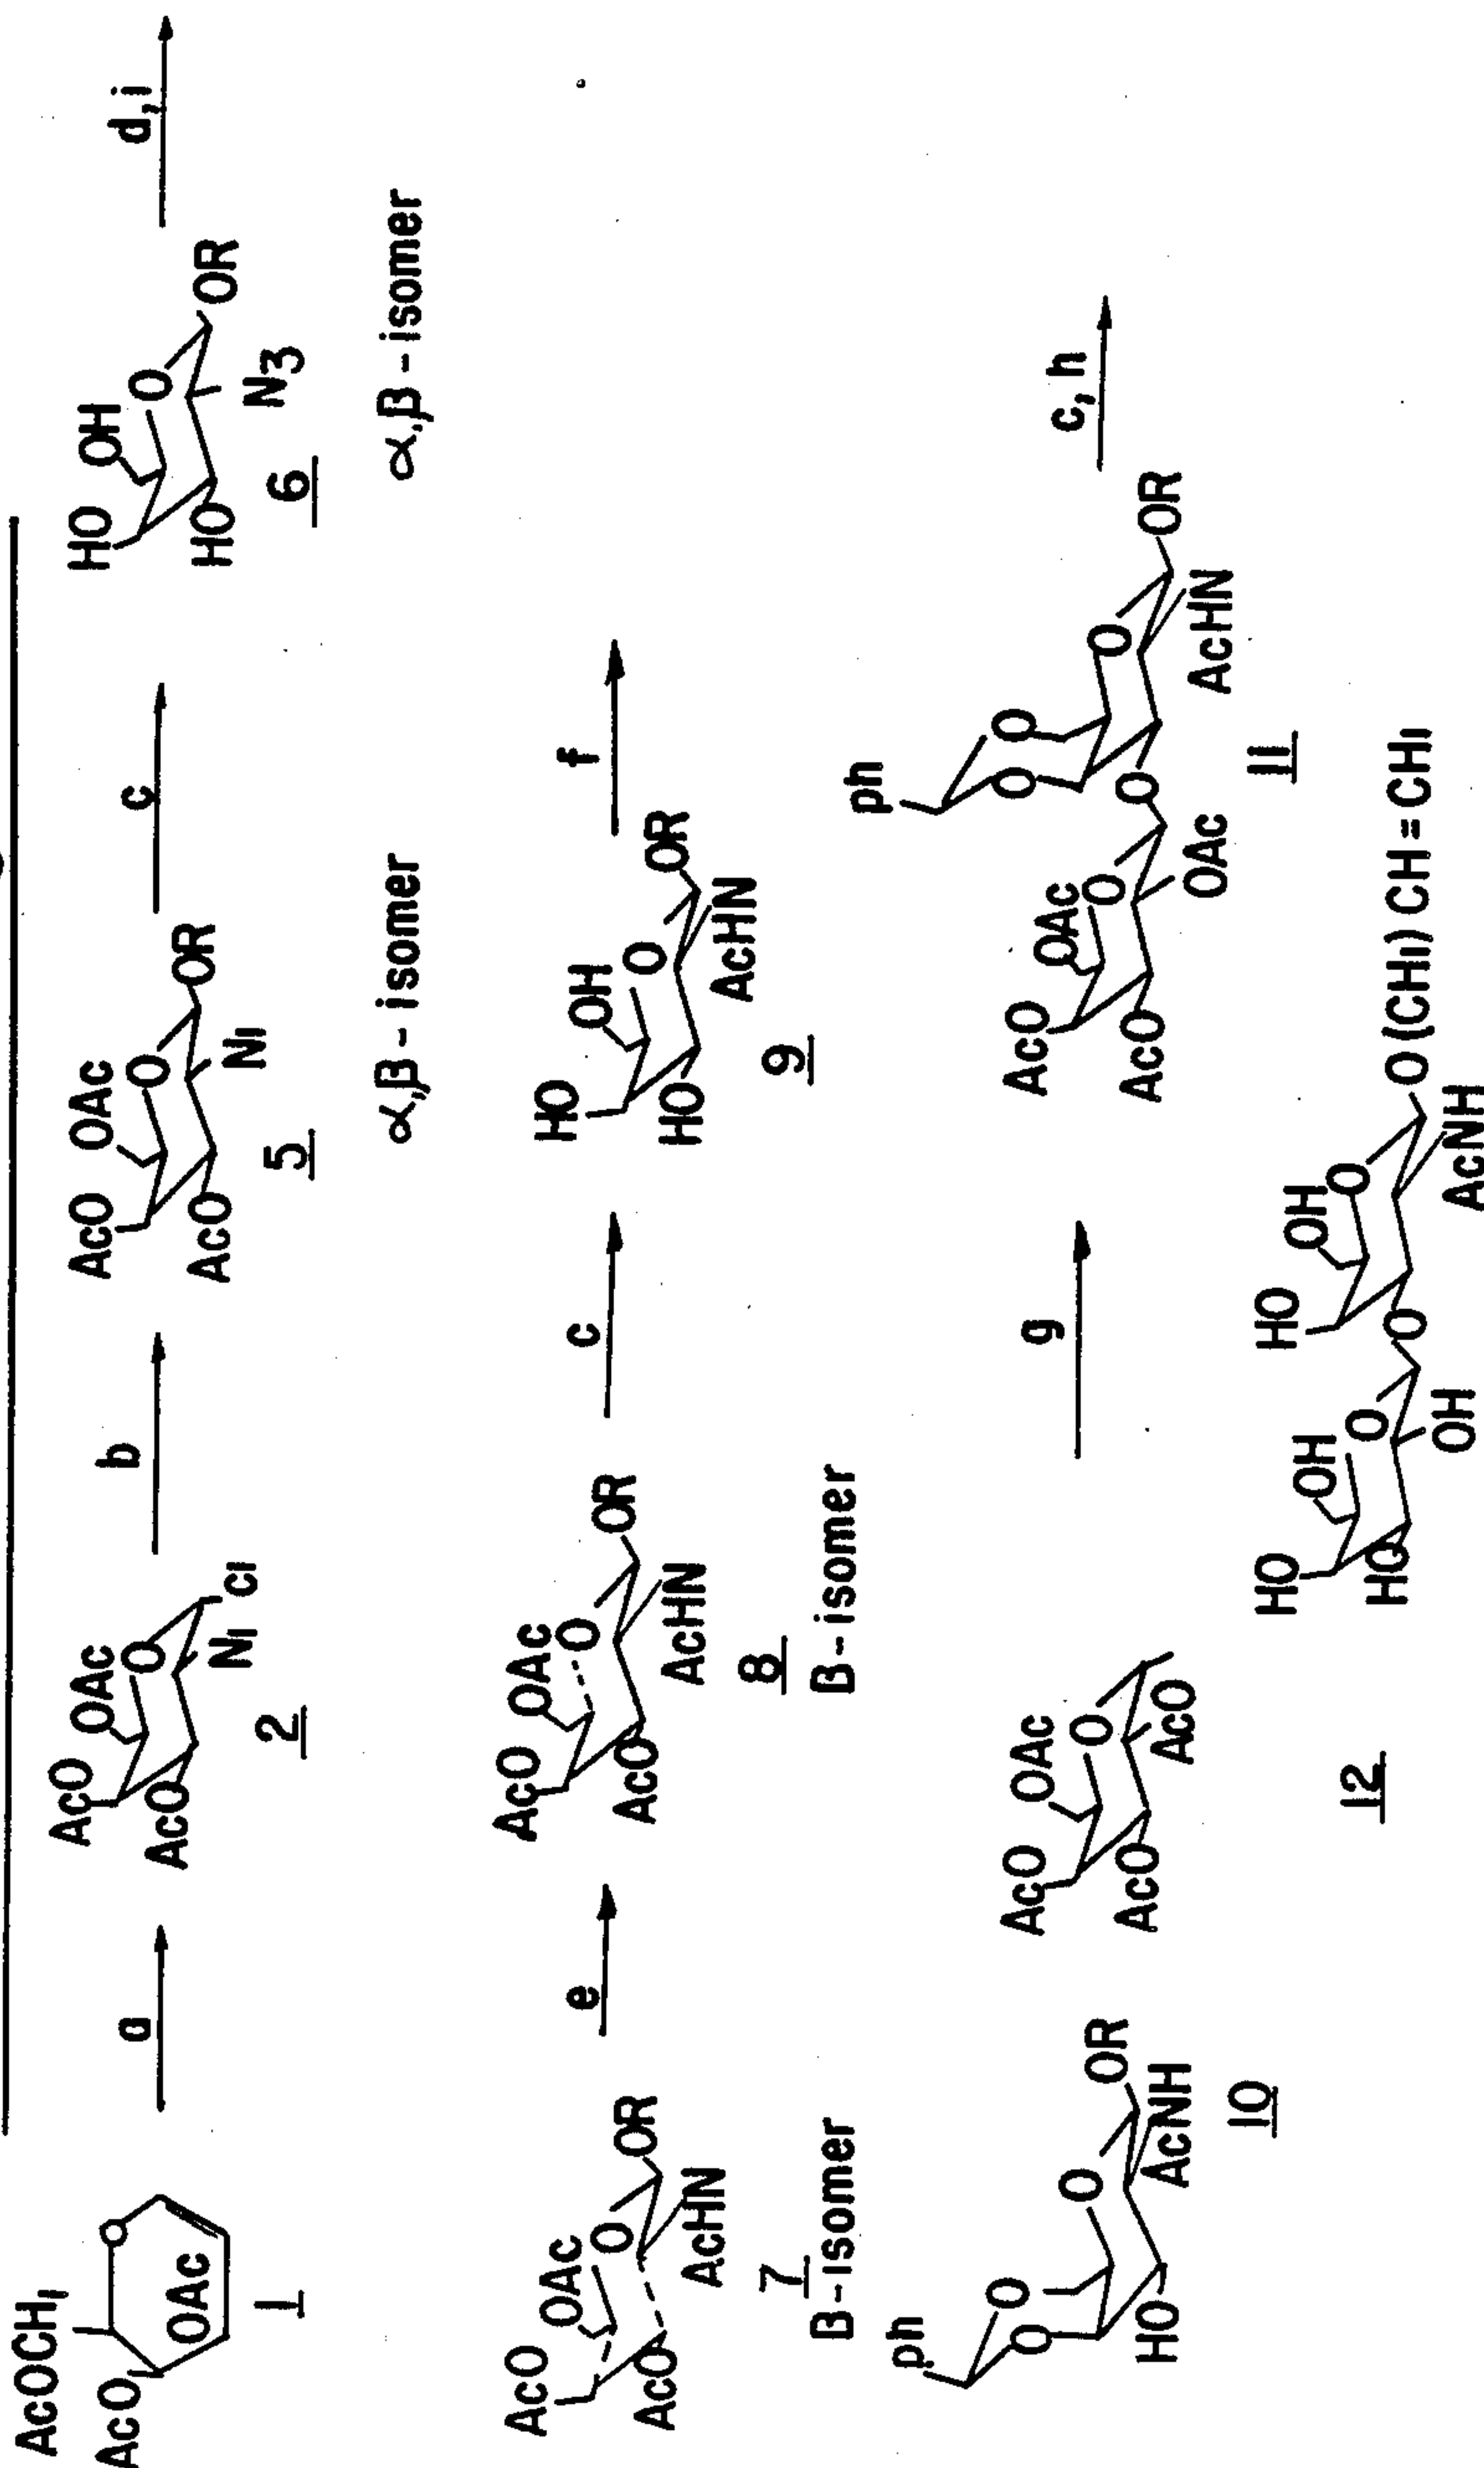 AcOCH₁
AcO
O
OAc
1
a
AcO
OAc
O
AcO
N₁
Cl
2
b
AcO
OAc
O
AcO
N₁
OR
5
α,β-isomer
c
HO
OH
O
HO
N3
OR
6
α,β-isomer
d,i
AcO
OAc
O
AcO
AcHN
OR
7
B-isomer
e
AcO
OAc
O
AcO
AcHN
OR
8
B-isomer
c
HO
OH
O
HO
AcHN
OR
9
f
ph
O
O
O
HO
AcNH
OR
10
AcO
OAc
O
AcO
AcO
12
g
AcO
OAc
O
AcO
OAc
O
ph
O
O
O
AcHN
OR
11
c, h
HO
OH
O
HO
OH
O
HO
OH
O
AcNH
O(CH₁)CH=CH₁